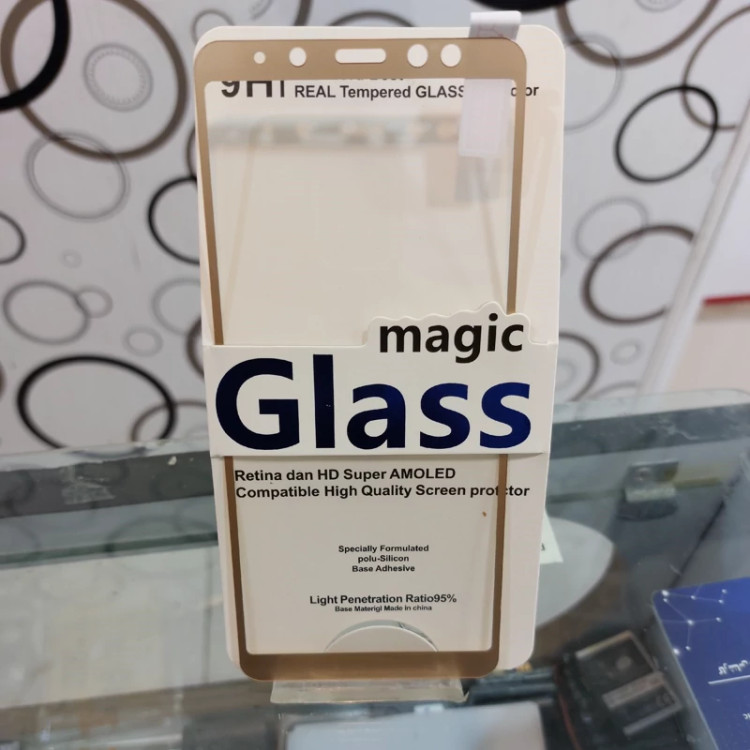 9H
REAL Tempered GLASS
magic
Glass
Retina dan HD Super AMOLED
Compatible High Quality Screen protctor
Specially Formulated
polu-Silicon
Base Adhesive
Light Penetration Ratio95%
Base Materigl Made in china